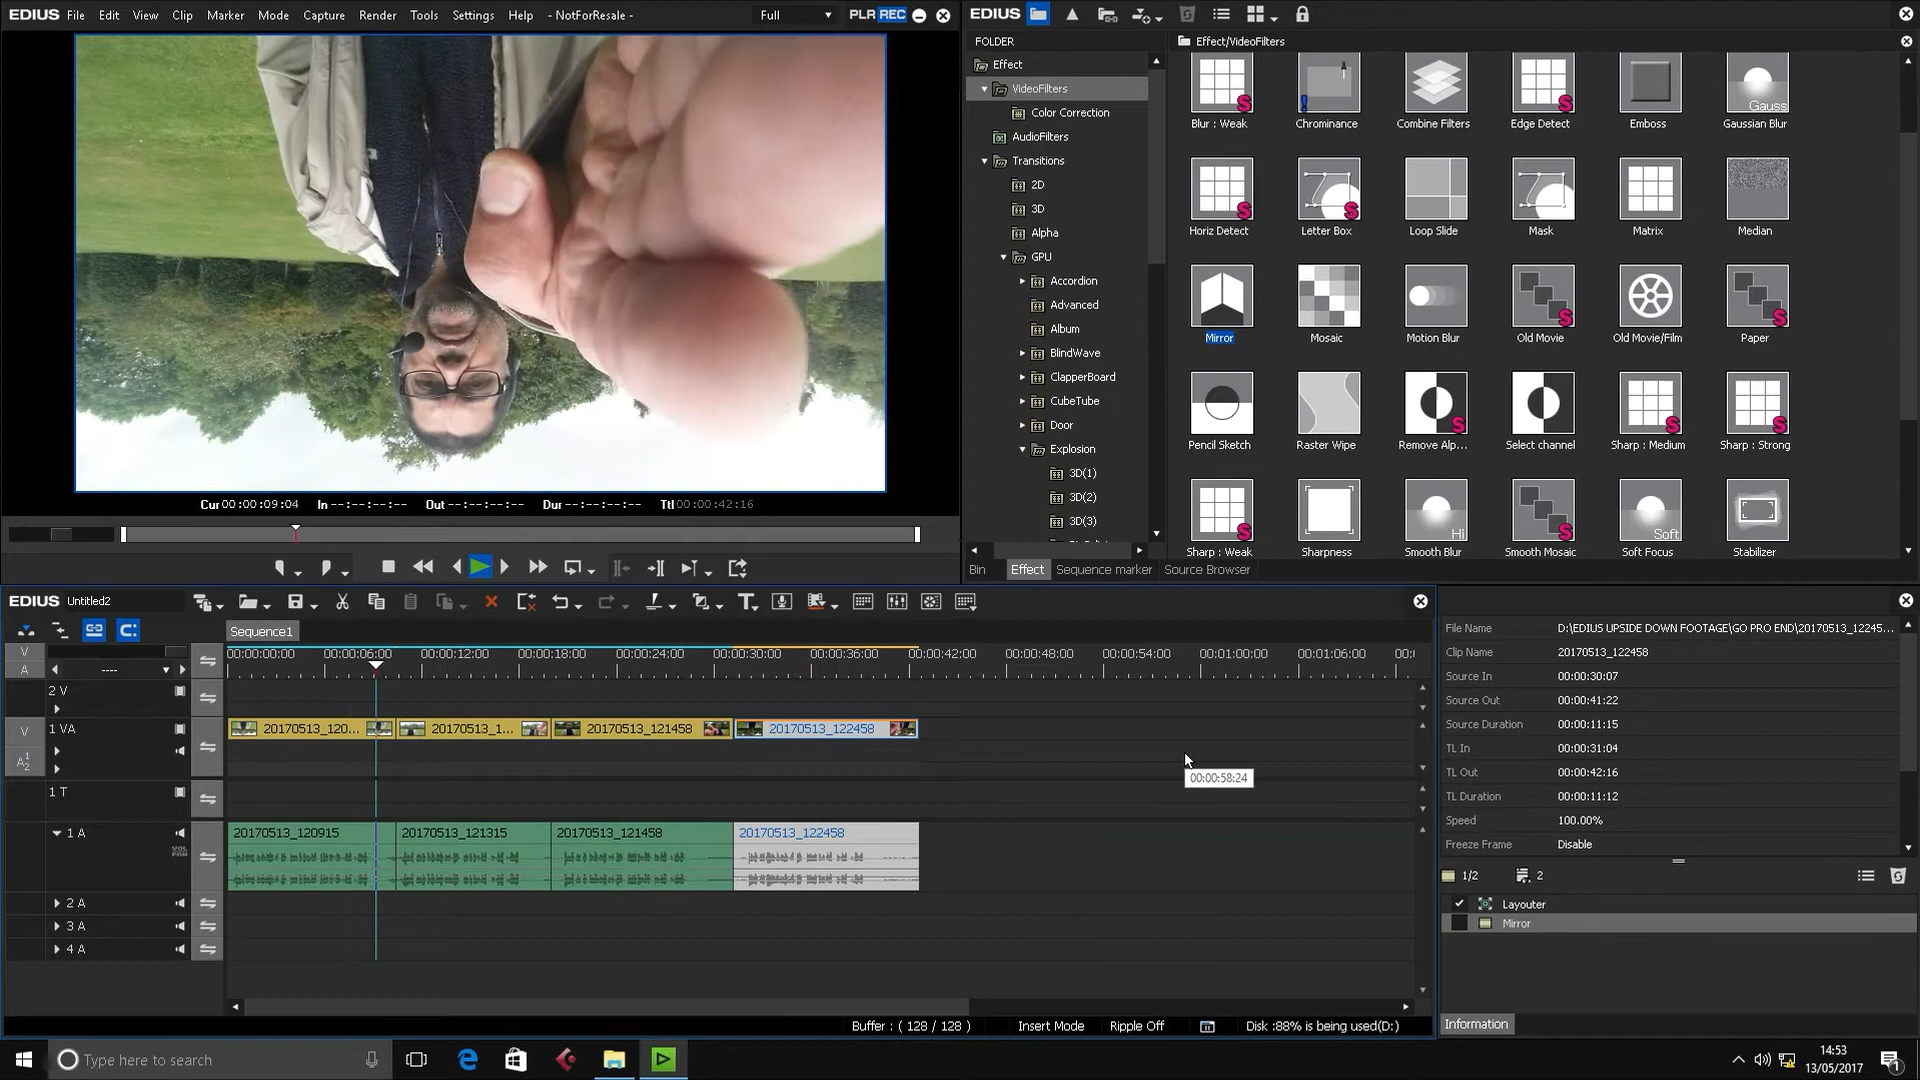 EDIUS File Edit View Clip Marker Mode Capture Render Tools Settings Help - NotForResale - Full PLR REC
Cur 00:00:09:04 In --:--:--:-- Out --:--:--:-- Dur --:--:--:-- Ttl 00:00:42:16
EDIUS
FOLDER
Effect
VideoFilters
Color Correction
AudioFilters
Transitions
2D
3D
Alpha
GPU
Accordion
Advanced
Album
BlindWave
ClapperBoard
CubeTube
Door
Explosion
3D(1)
3D(2)
3D(3)
Bin Effect Sequence marker Source Browser
Effect/VideoFilters
S S Gauss
Blur : Weak Chrominance Combine Filters Edge Detect Emboss Gaussian Blur
S S
Horiz Detect Letter Box Loop Slide Mask Matrix Median
S S
Mirror Mosaic Motion Blur Old Movie Old Movie/Film Paper
S S S
Pencil Sketch Raster Wipe Remove Alp... Select channel Sharp : Medium Sharp : Strong
S Hi S Soft
Sharp : Weak Sharpness Smooth Blur Smooth Mosaic Soft Focus Stabilizer
EDIUS Untitled2
Sequence1
V
A ----
00:00:00:00 00:00:06:00 00:00:12:00 00:00:18:00 00:00:24:00 00:00:30:00 00:00:36:00 00:00:42:00 00:00:48:00 00:00:54:00 00:01:00:00 00:01:06:00
2 V
V 1 VA 20170513_120... 20170513_1... 20170513_121458 20170513_122458
A 1 2
00:00:58:24
1 T
1 A 20170513_120915 20170513_121315 20170513_121458 20170513_122458
VOL
PAN
2 A
3 A
4 A
Buffer : ( 128 / 128 ) Insert Mode Ripple Off Disk :88% is being used(D:)
File Name D:\EDIUS UPSIDE DOWN FOOTAGE\GO PRO END\20170513_12245...
Clip Name 20170513_122458
Source In 00:00:30:07
Source Out 00:00:41:22
Source Duration 00:00:11:15
TL In 00:00:31:04
TL Out 00:00:42:16
TL Duration 00:00:11:12
Speed 100.00%
Freeze Frame Disable
1/2 2
Layouter
Mirror
Information
Type here to search
14:53
13/05/2017
1